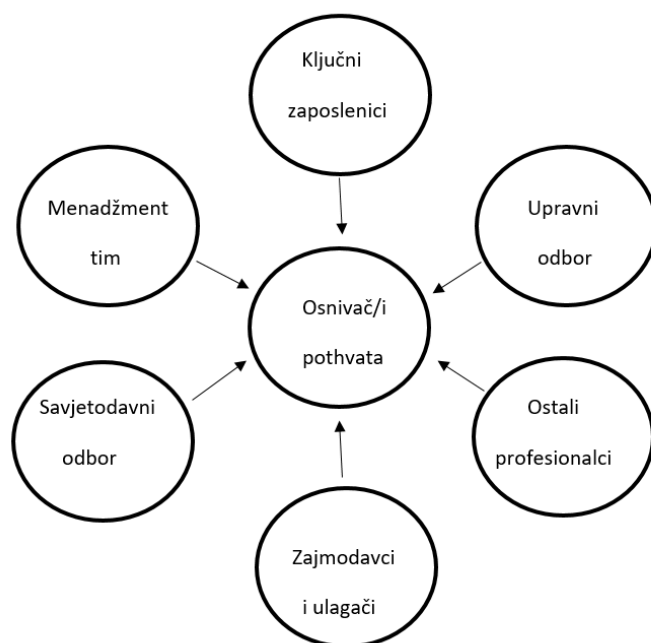 Ključni
zaposlenici
Menadžment
tim
Upravni
odbor
Osnivač/i
pothvata
Savjetodavni
odbor
Ostali
profesionalci
Zajmodavci
i ulagači